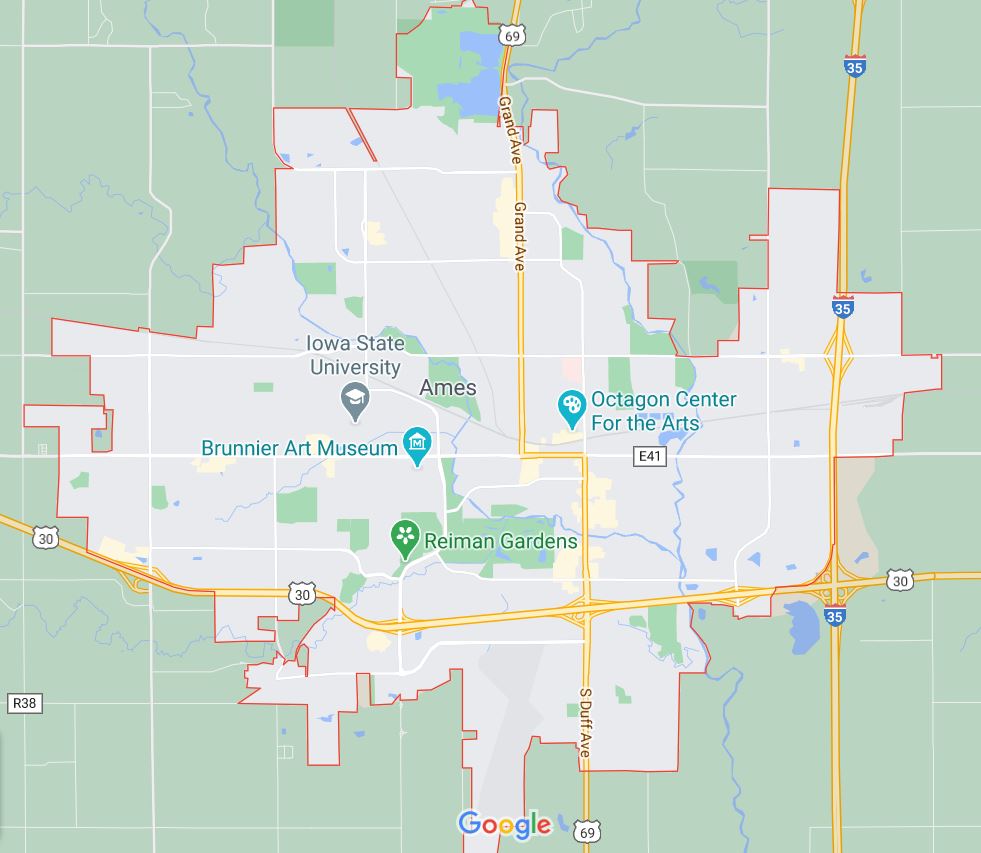 69
35
Grand Ave
Grand Ave
35
Iowa State
University
Ames
Octagon Center
For the Arts
Brunnier Art Museum
E41
30
Reiman Gardens
30
30
35
R38
S Duff Ave
Google
69